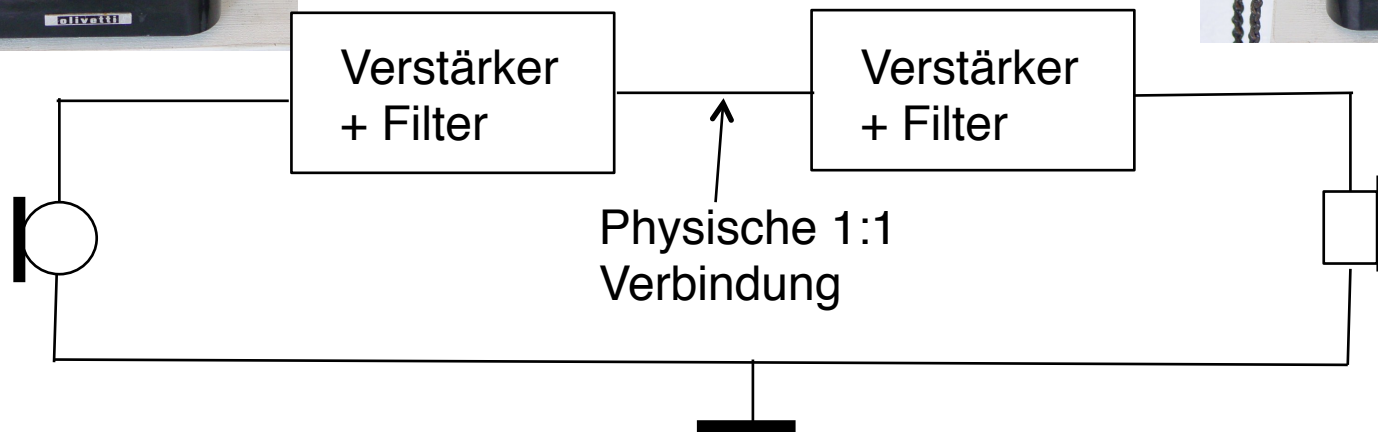 olivetti
Verstärker
+ Filter
Verstärker
+ Filter
Physische 1:1
Verbindung